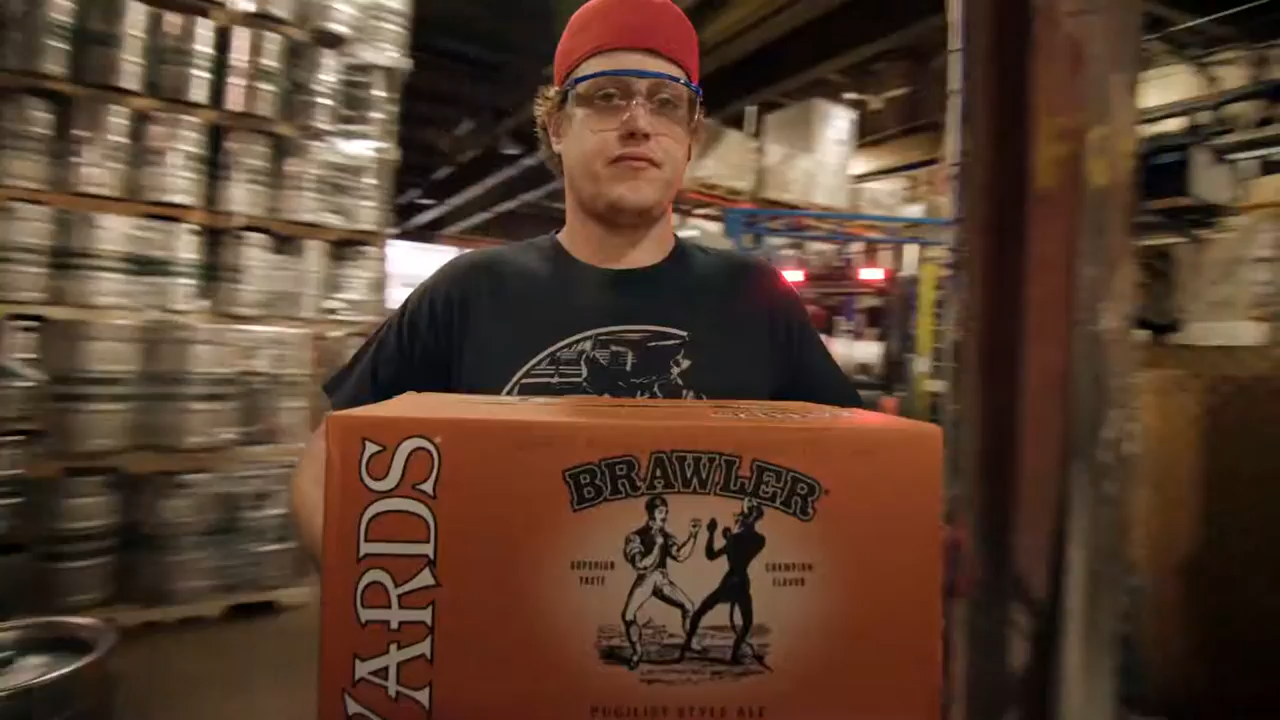 YARDS
BRAWLER
SUPERIOR
TASTE
CHAMPION
FLAVOR
PUGILIST STYLE ALE